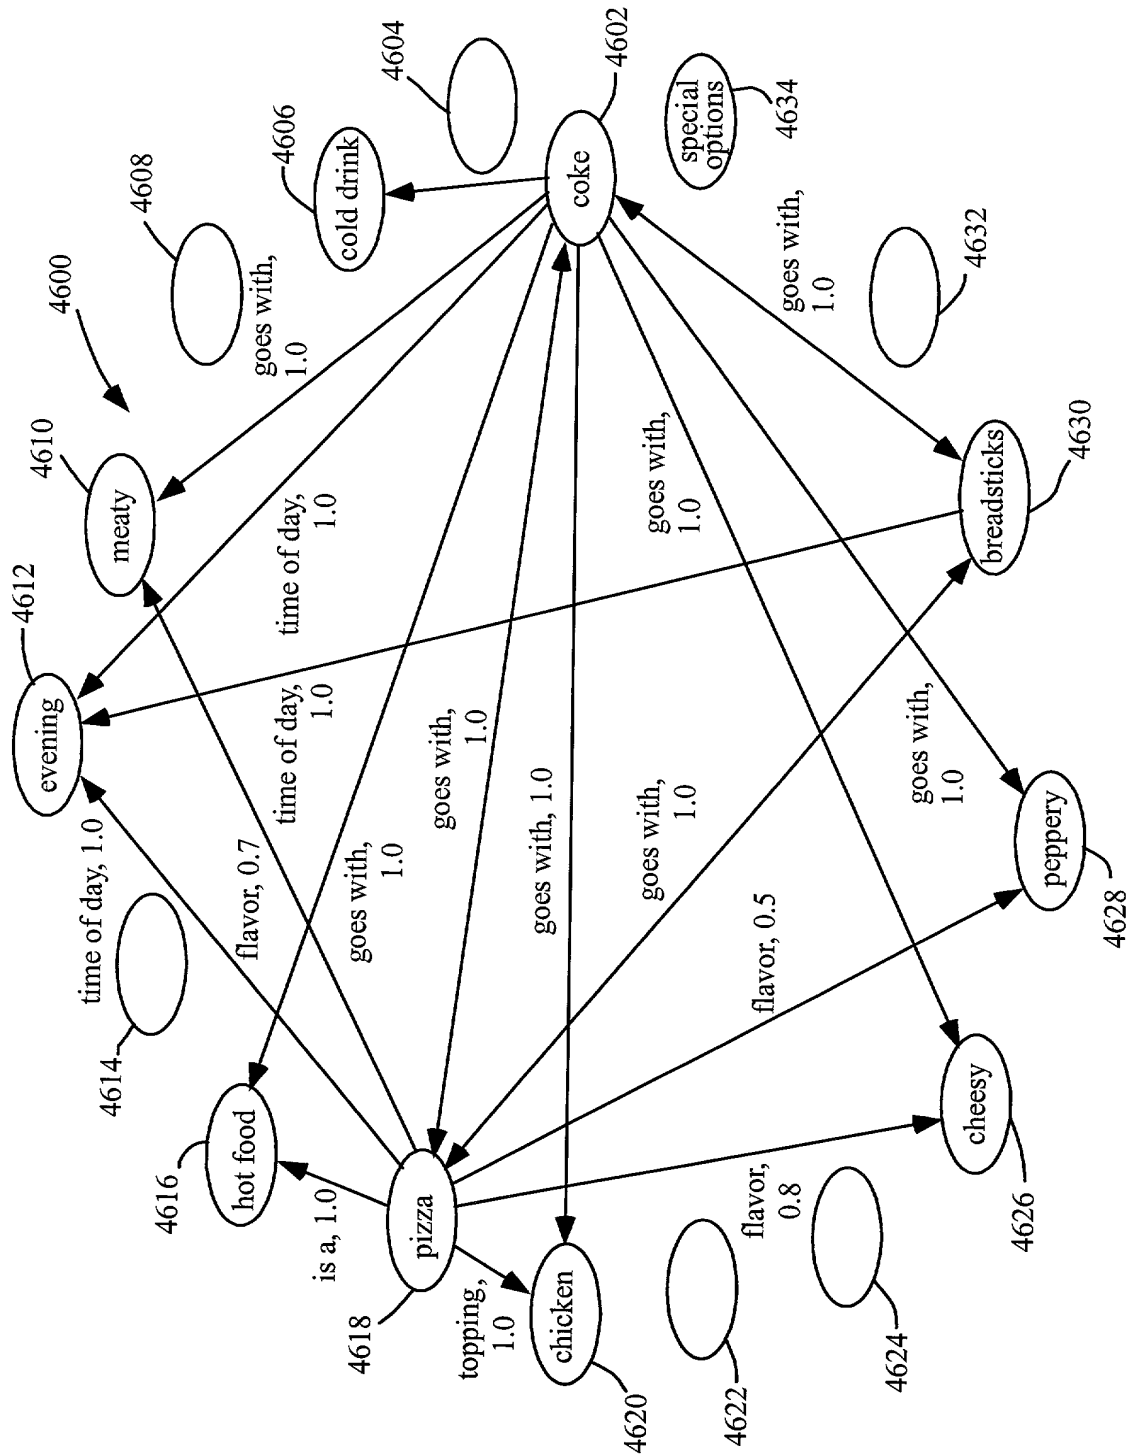 evening
4612
4610
4600
4608
time of day, 1.0
4614
meaty
4606
4604
4616
hot food
flavor, 0.7
time of day,
1.0
time of day,
1.0
goes with,
1.0
cold drink
is a, 1.0
4618
pizza
goes with,
1.0
goes with,
1.0
topping,
1.0
chicken
goes with, 1.0
coke
4602
4620
goes with,
1.0
goes with,
1.0
special
options
4634
4622
flavor,
0.8
flavor, 0.5
goes with,
1.0
4624
goes with,
1.0
4632
cheesy
breadsticks
4626
peppery
4630
4628